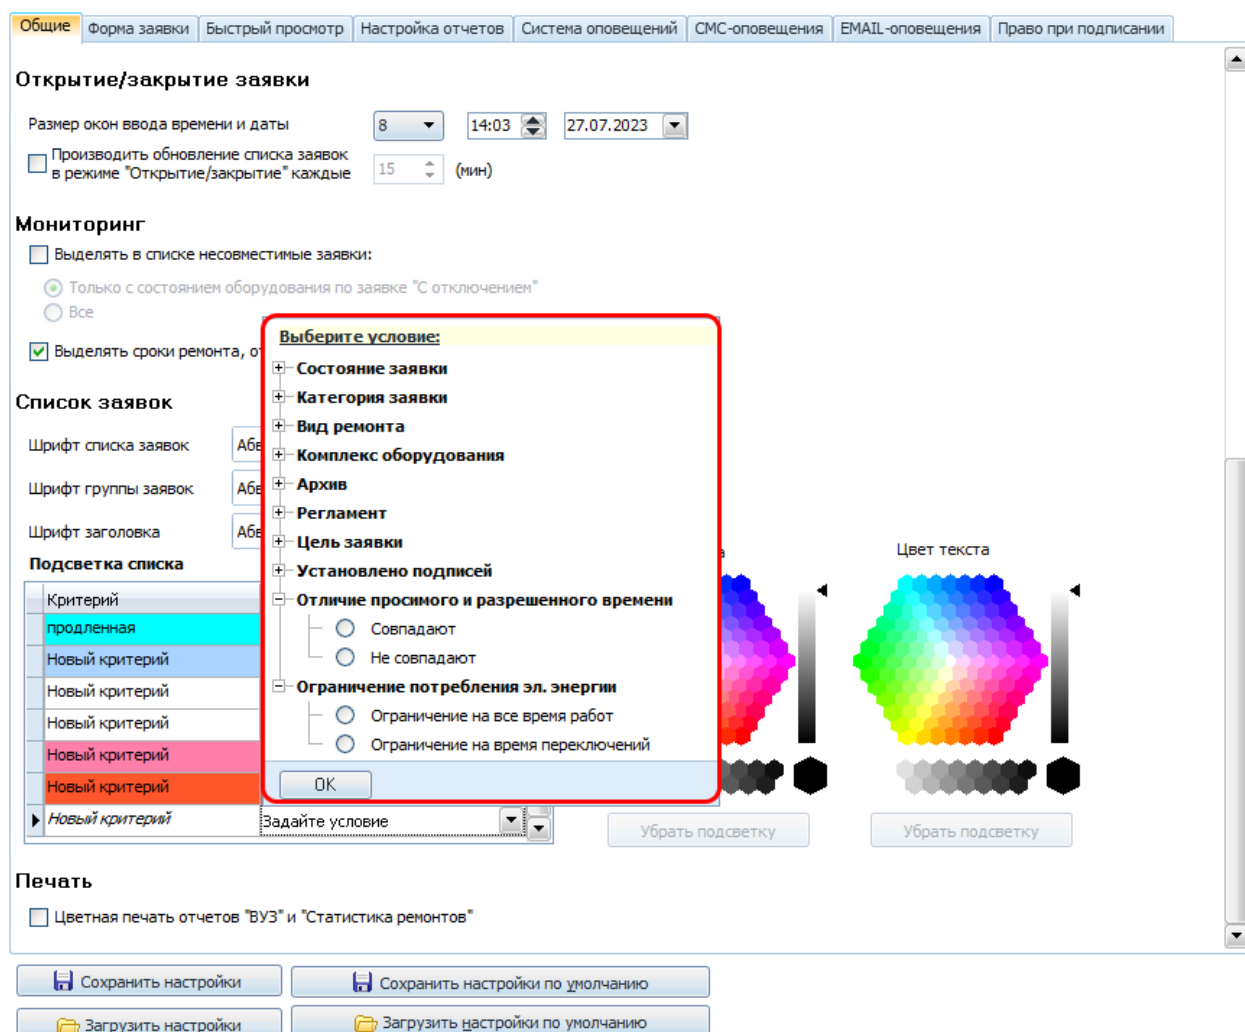 Общие Форма заявки Быстрый просмотр Настройка отчетов Система оповещений СМС-оповещения EMAIL-оповещения Право при подписании
Открытие/закрытие заявки
Размер окон ввода времени и даты 8 14:03 27.07.2023
Производить обновление списка заявок
в режиме "Открытие/закрытие" каждые 15 (мин)
Мониторинг
Выделять в списке несовместимые заявки:
Только с состоянием оборудования по заявке "С отключением"
Все
Выделять сроки ремонта,
Список заявок
Шрифт списка заявок
Шрифт группы заявок
Шрифт заголовка
Подсветка списка
Критерий
продленная
Новый критерий
Новый критерий
Новый критерий
Новый критерий
Новый критерий
Новый критерий Задайте условие
Выберите условие:
Состояние заявки
Категория заявки
Вид ремонта
Комплекс оборудования
Архив
Регламент
Цель заявки
Установлено подписей
Отличие просимого и разрешенного времени
Совпадают
Не совпадают
Ограничение потребления эл. энергии
Ограничение на все время работ
Ограничение на время переключений
OK
Цвет текста
Убрать подсветку Убрать подсветку
Печать
Цветная печать отчетов "ВУЗ" и "Статистика ремонтов"
Сохранить настройки Сохранить настройки по умолчанию
Загрузить настройки Загрузить настройки по умолчанию